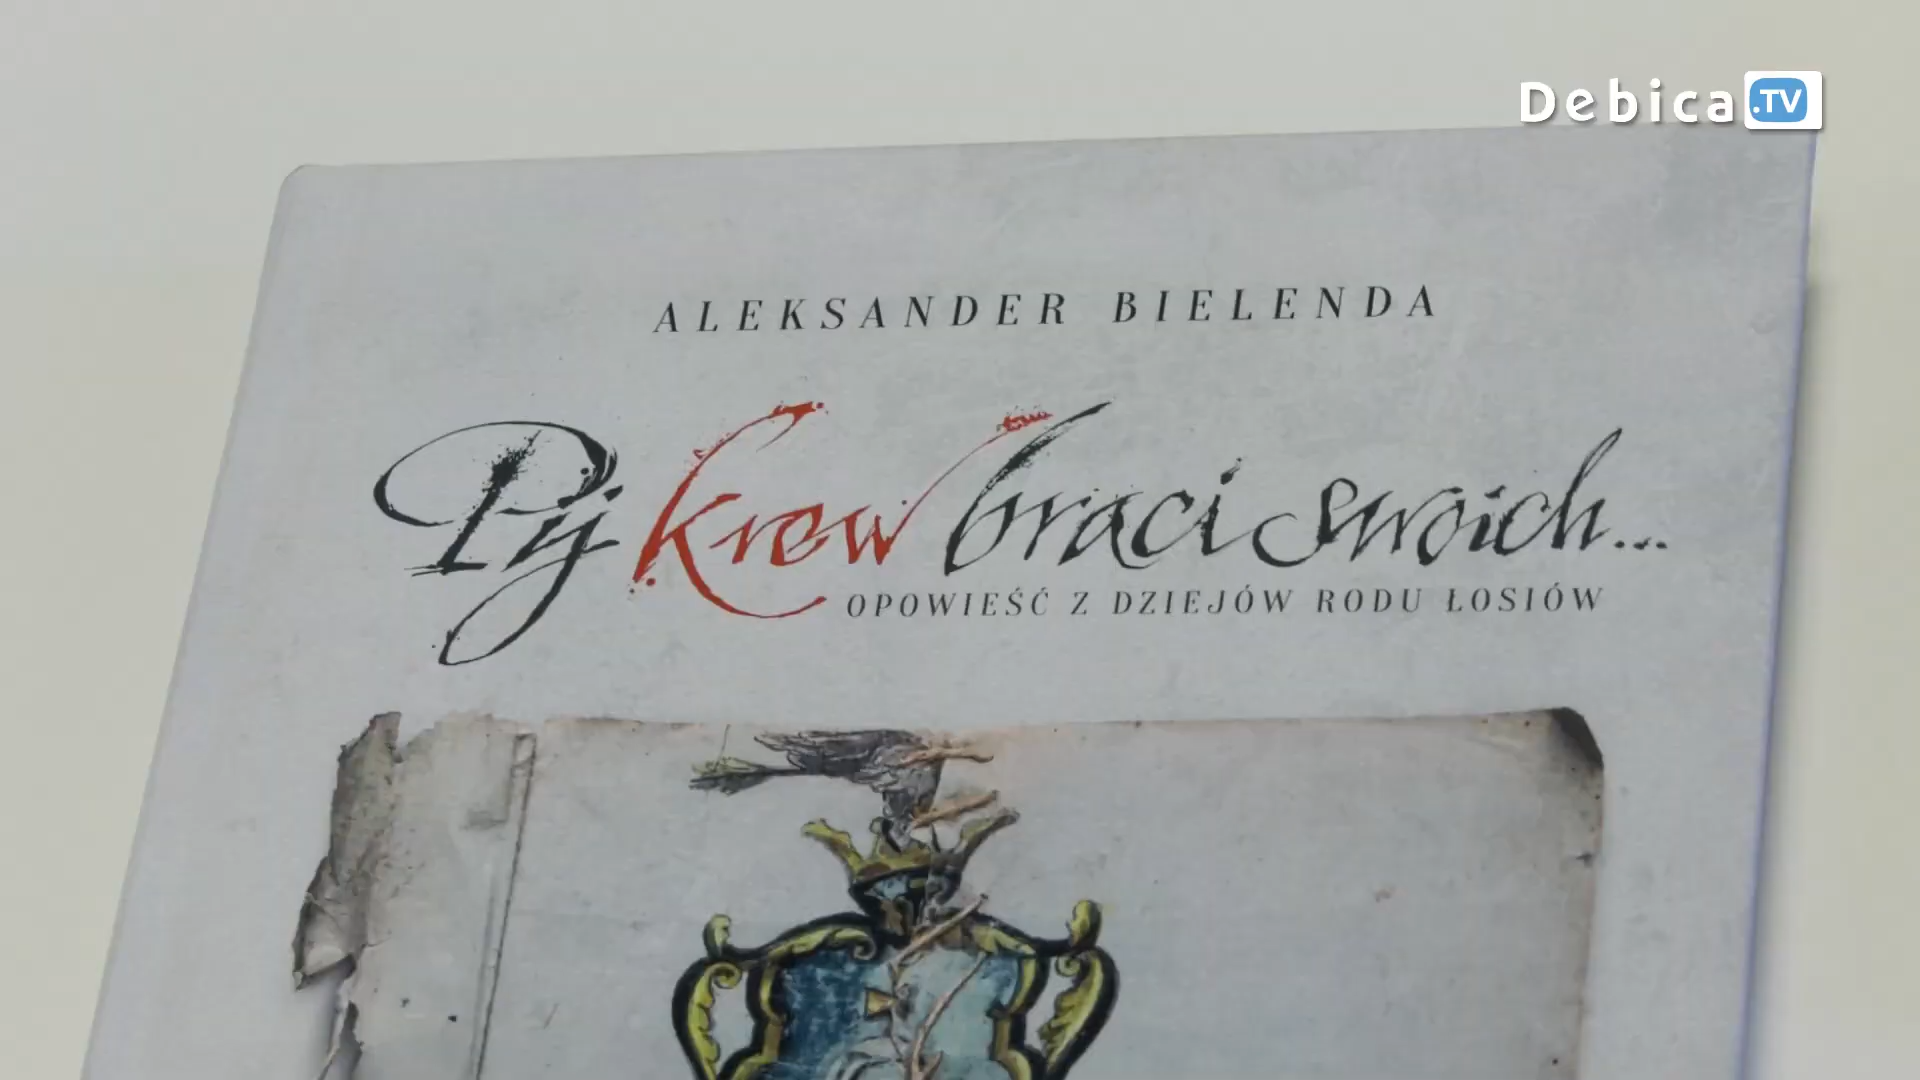 Debica.TV
ALEKSANDER BIELENDA
Pij krew braci swoich...
OPOWIEŚĆ Z DZIEJÓW RODU ŁOSIÓW